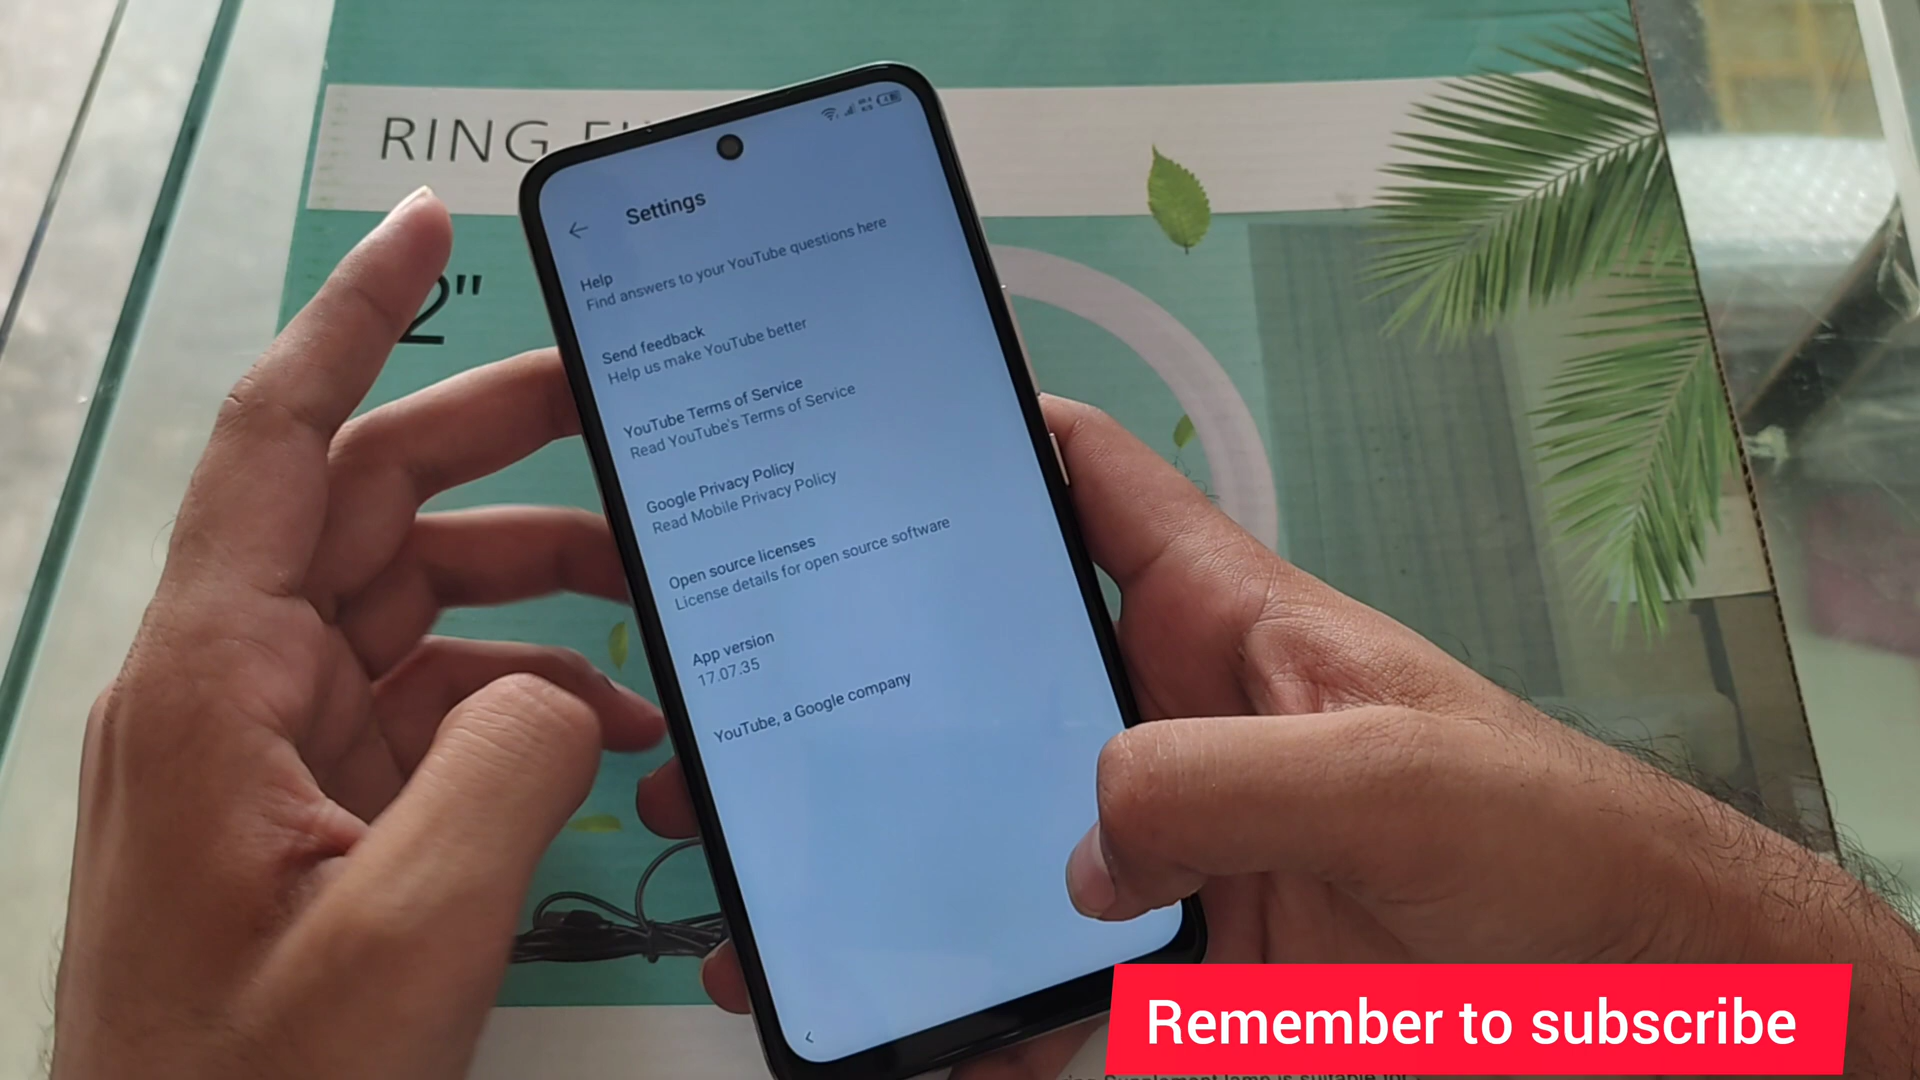 RING
2"
Settings
Help
Find answers to your YouTube questions here
Send feedback
Help us make YouTube better
YouTube Terms of Service
Read YouTube's Terms of Service
Google Privacy Policy
Read Mobile Privacy Policy
Open source licenses
License details for open source software
App version
17.07.35
YouTube, a Google company
Remember to subscribe